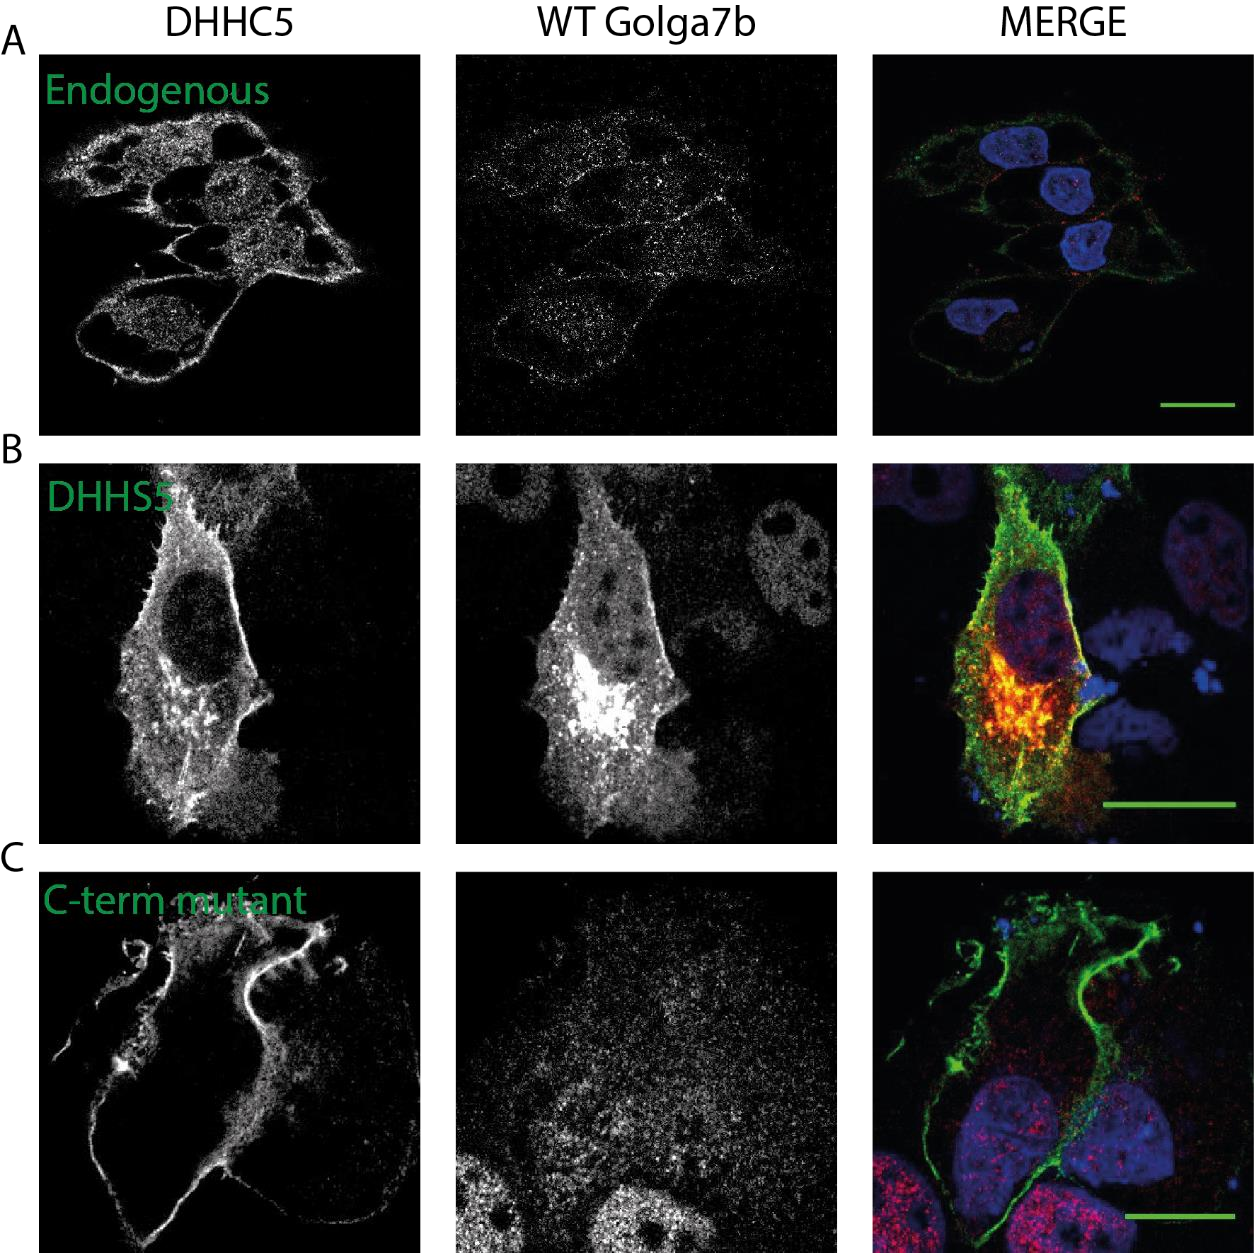 DHHC5 WT Golga7b MERGE
A
Endogenous
B
DHHS5
C
C-term mutant